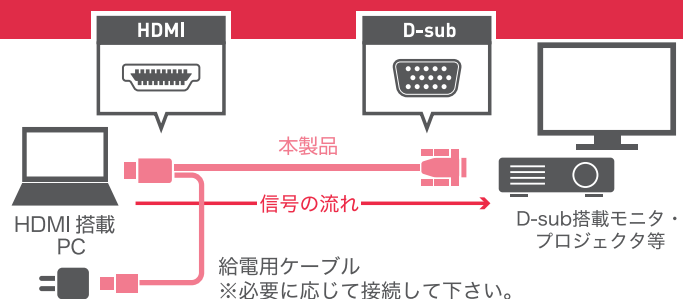 HDMI
D-sub
本製品
信号の流れ
HDMI 搭載
PC
D-sub搭載モニタ・
プロジェクタ等
給電用ケーブル
※必要に応じて接続して下さい。